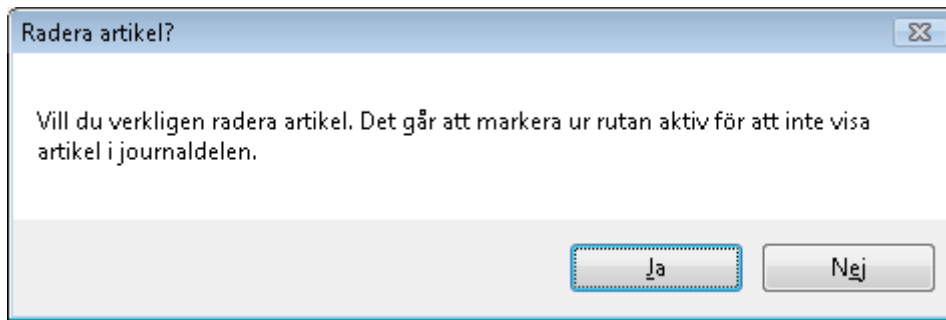 Radera artikel?
Vill du verkligen radera artikel. Det går att markera ur rutan aktiv för att inte visa
artikel i journaldelen.
Ja
Nej